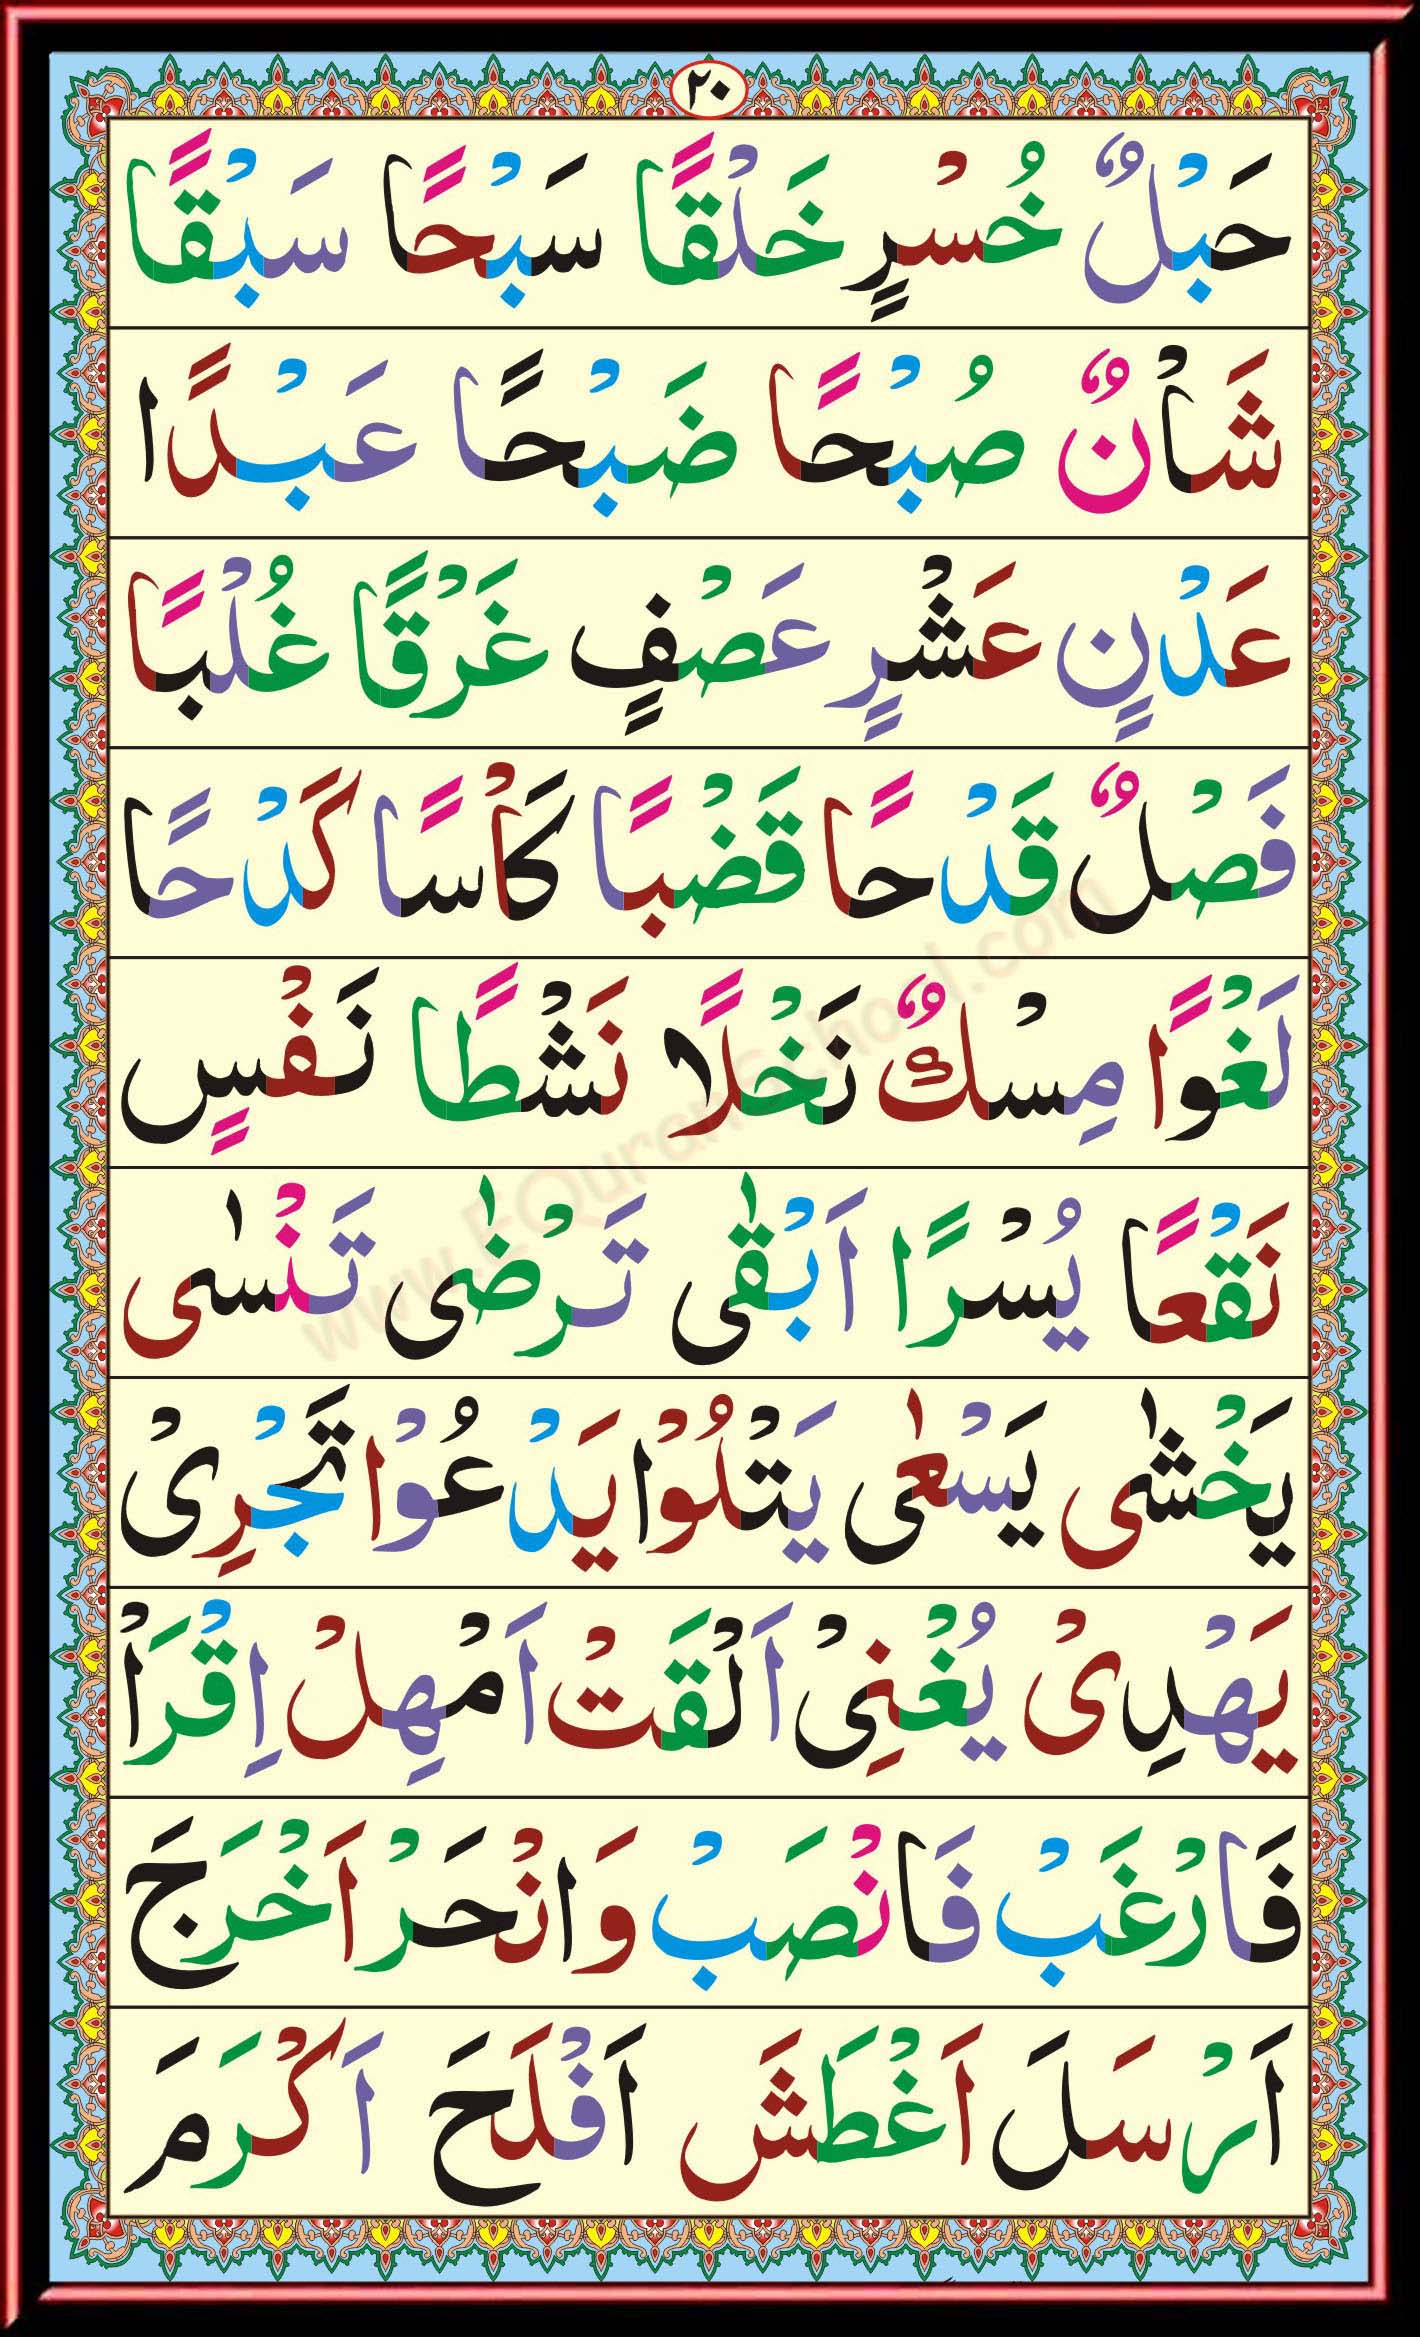 ٢٠
حَبْلٌ خُسْرٍ خَلْقًا سَبْحًا سَبْقًا
شَاْنٌ صُبْحًا ضَبْحًا عَبْدًا
عَدْنٍ عَشْرٍ عَصْفٍ غَرْقًا غُلْبًا
فَصْلٌ قَدْحًا قَضْبًا كَاْسًا كَدْحًا
لَغْوًا مِسْكٌ نَخْلًا نَشْطًا نَفْسٍ
نَقْعًا يُسْرًا اَبْقٰى تَرْضٰى تَنْسٰى
يَخْشٰى يَسْعٰى يَتْلُوْا يَدْعُوْا تَجْرِىْ
يَهْدِىْ يُغْنِىْ اَلْقَتْ اَمْهِلْ اِقْرَاْ
فَارْغَبْ فَانْصَبْ وَانْحَرْ اَخْرَجَ
اَرْسَلَ اَغْطَشَ اَفْلَحَ اَكْرَمَ
www.EQuranSchool.com